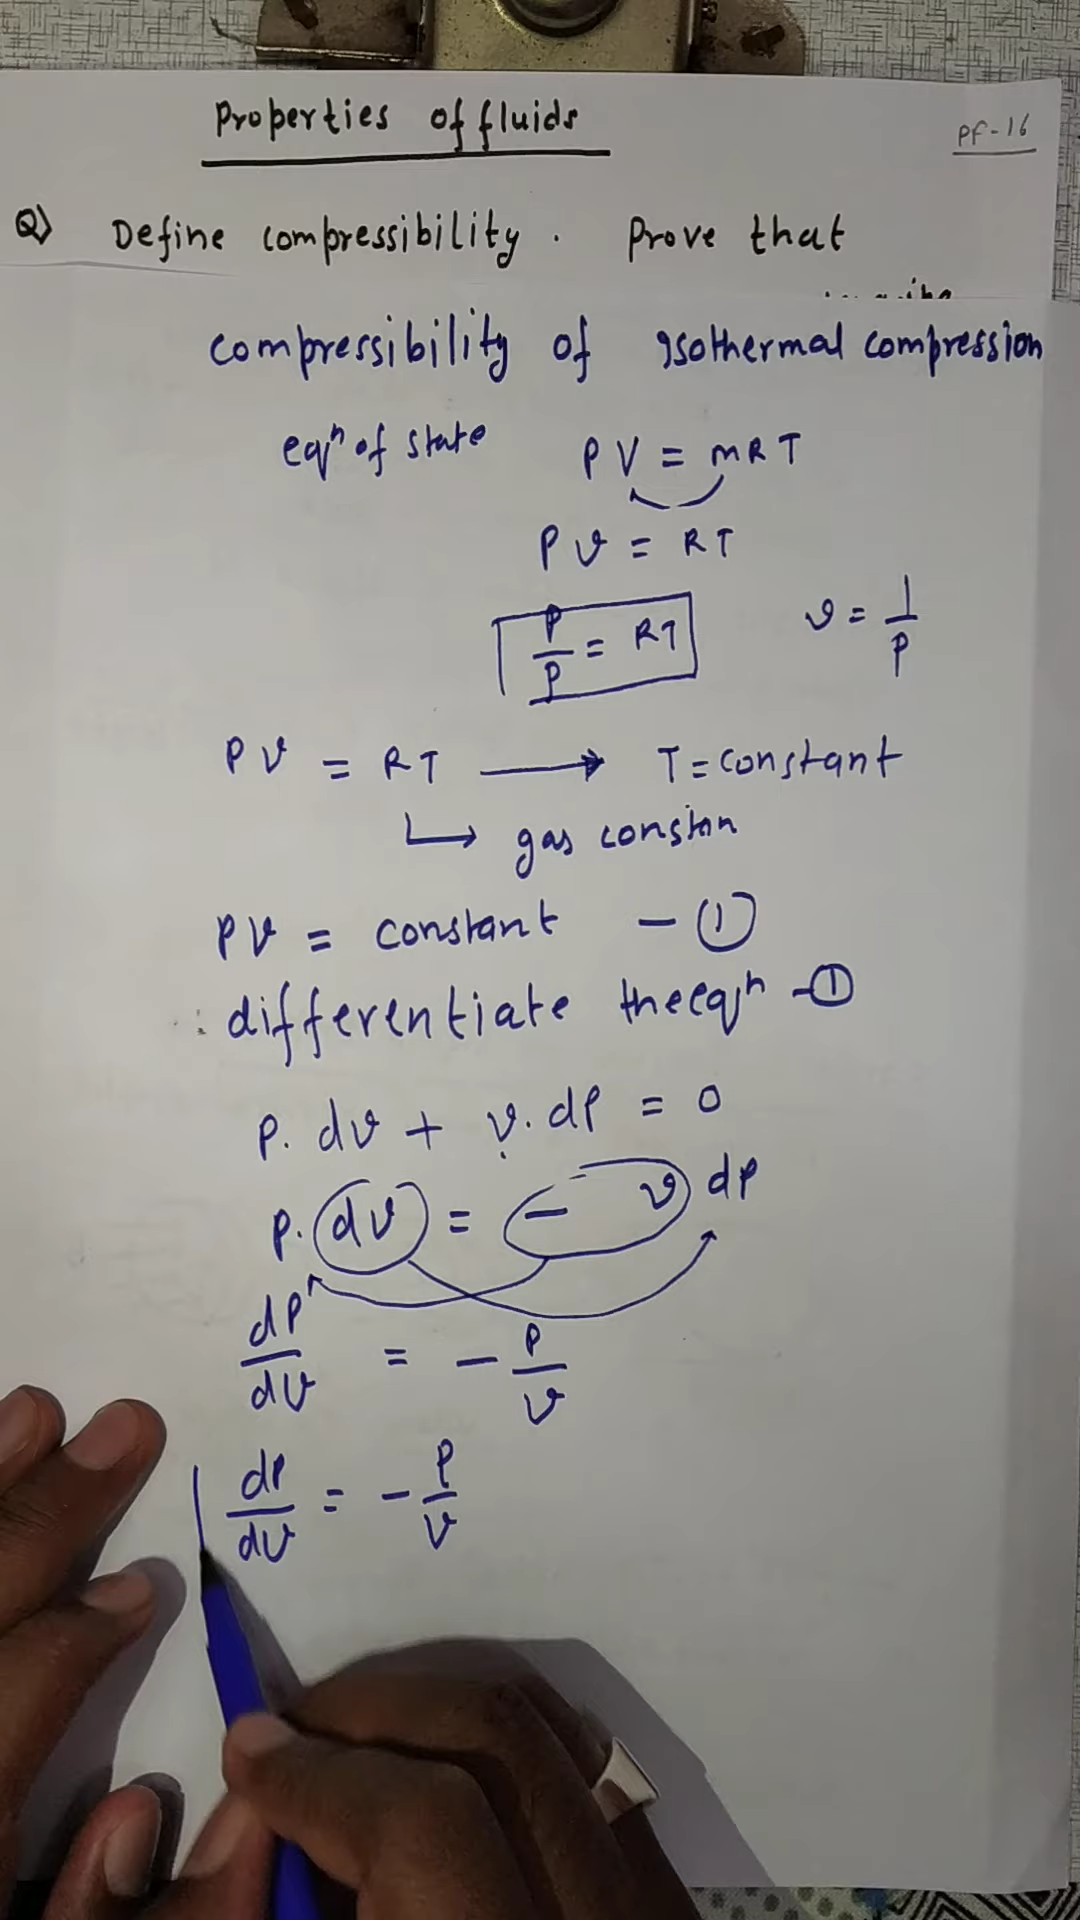 Properties of fluids
PF-16
Q) Define compressibility. Prove that
compressibility of isothermal compression
eqⁿ of state PV = mRT
Pv = RT
P/ρ = RT v = 1/ρ
Pv = RT → T = constant
↳ gas constan
Pv = constant - ①
differentiate the eqⁿ - ①
P. dv + v. dp = 0
P. dv = - v dp
dp/dv = - P/v
dp/dv = - P/v